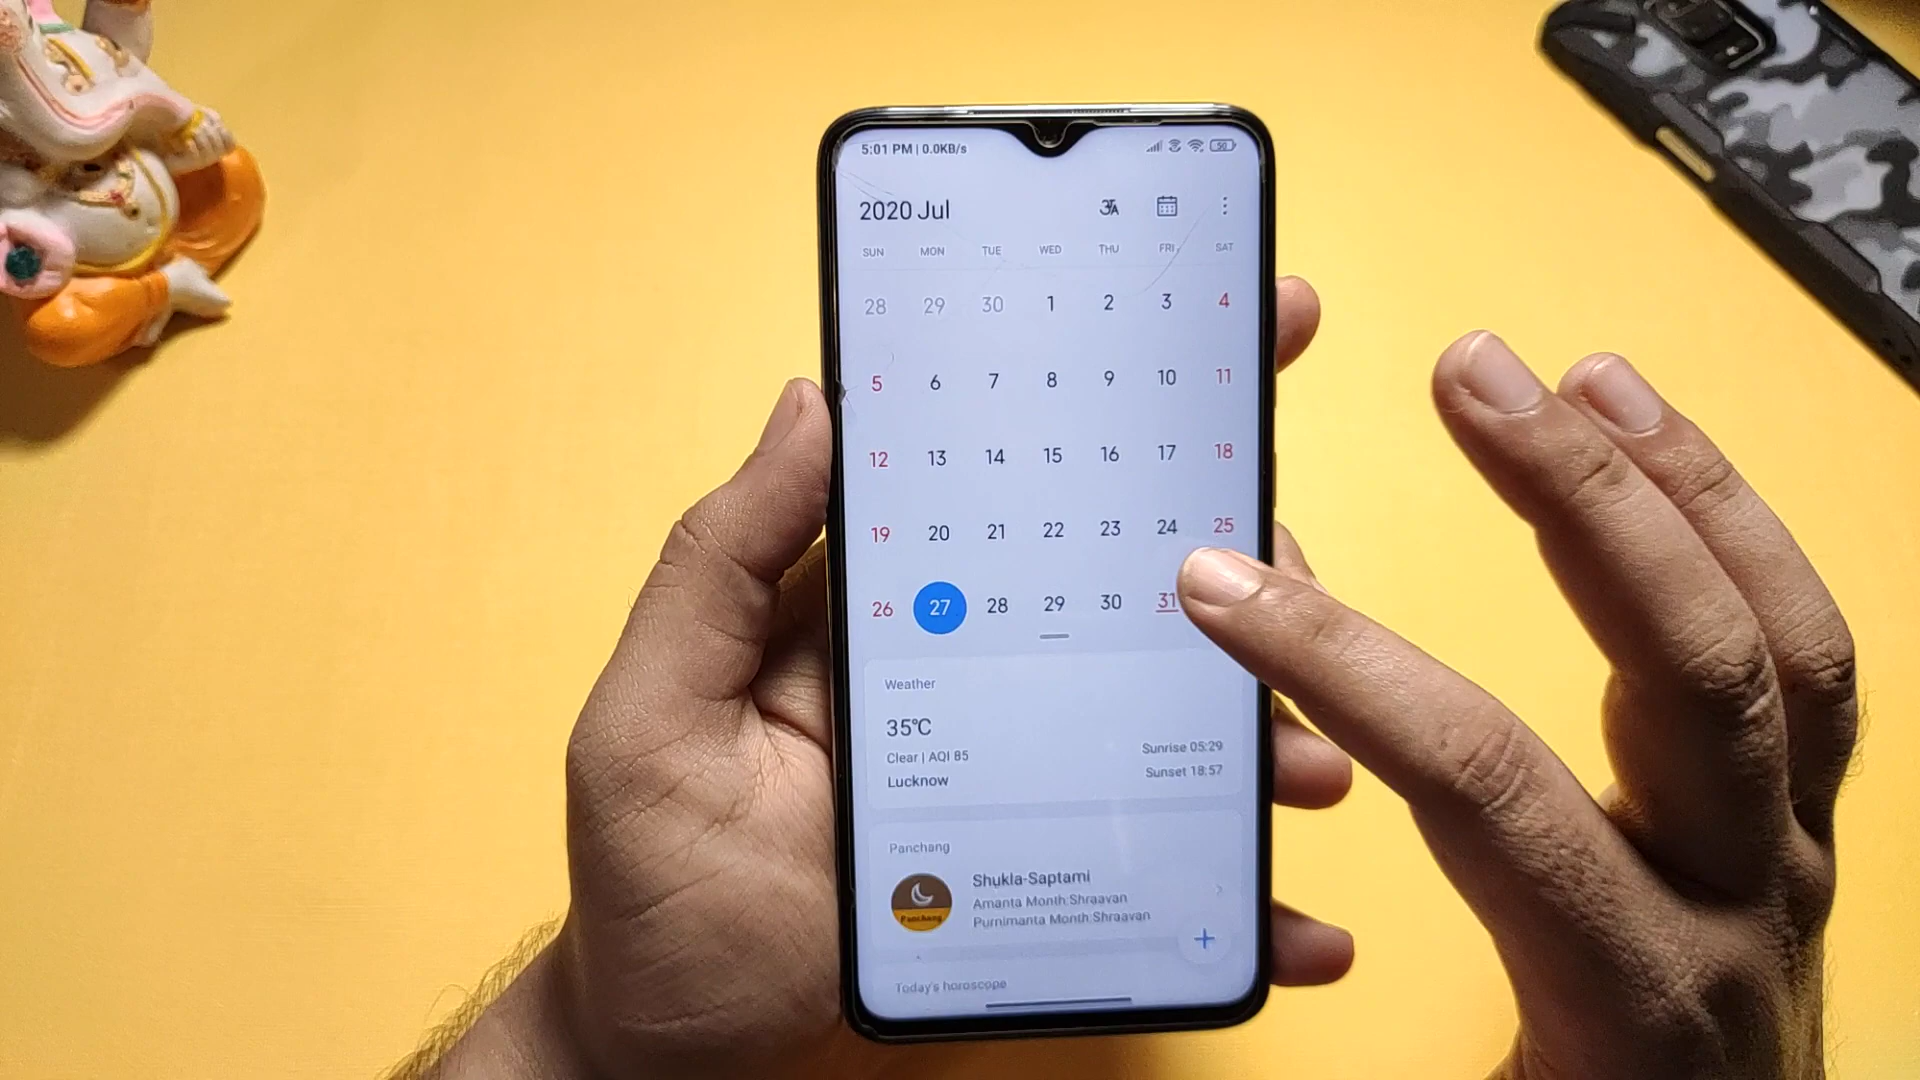 5:01 PM | 0.0KB/s 50
2020 Jul
SUN MON TUE WED THU FRI SAT
28 29 30 1 2 3 4
5 6 7 8 9 10 11
12 13 14 15 16 17 18
19 20 21 22 23 24 25
26 27 28 29 30 31
Weather
35°C
Clear | AQI 85
Lucknow
Sunrise 05:29
Sunset 18:57
Panchang
Panchang
Shukla-Saptami
Amanta Month:Shraavan
Purnimanta Month:Shraavan
Today's horoscope